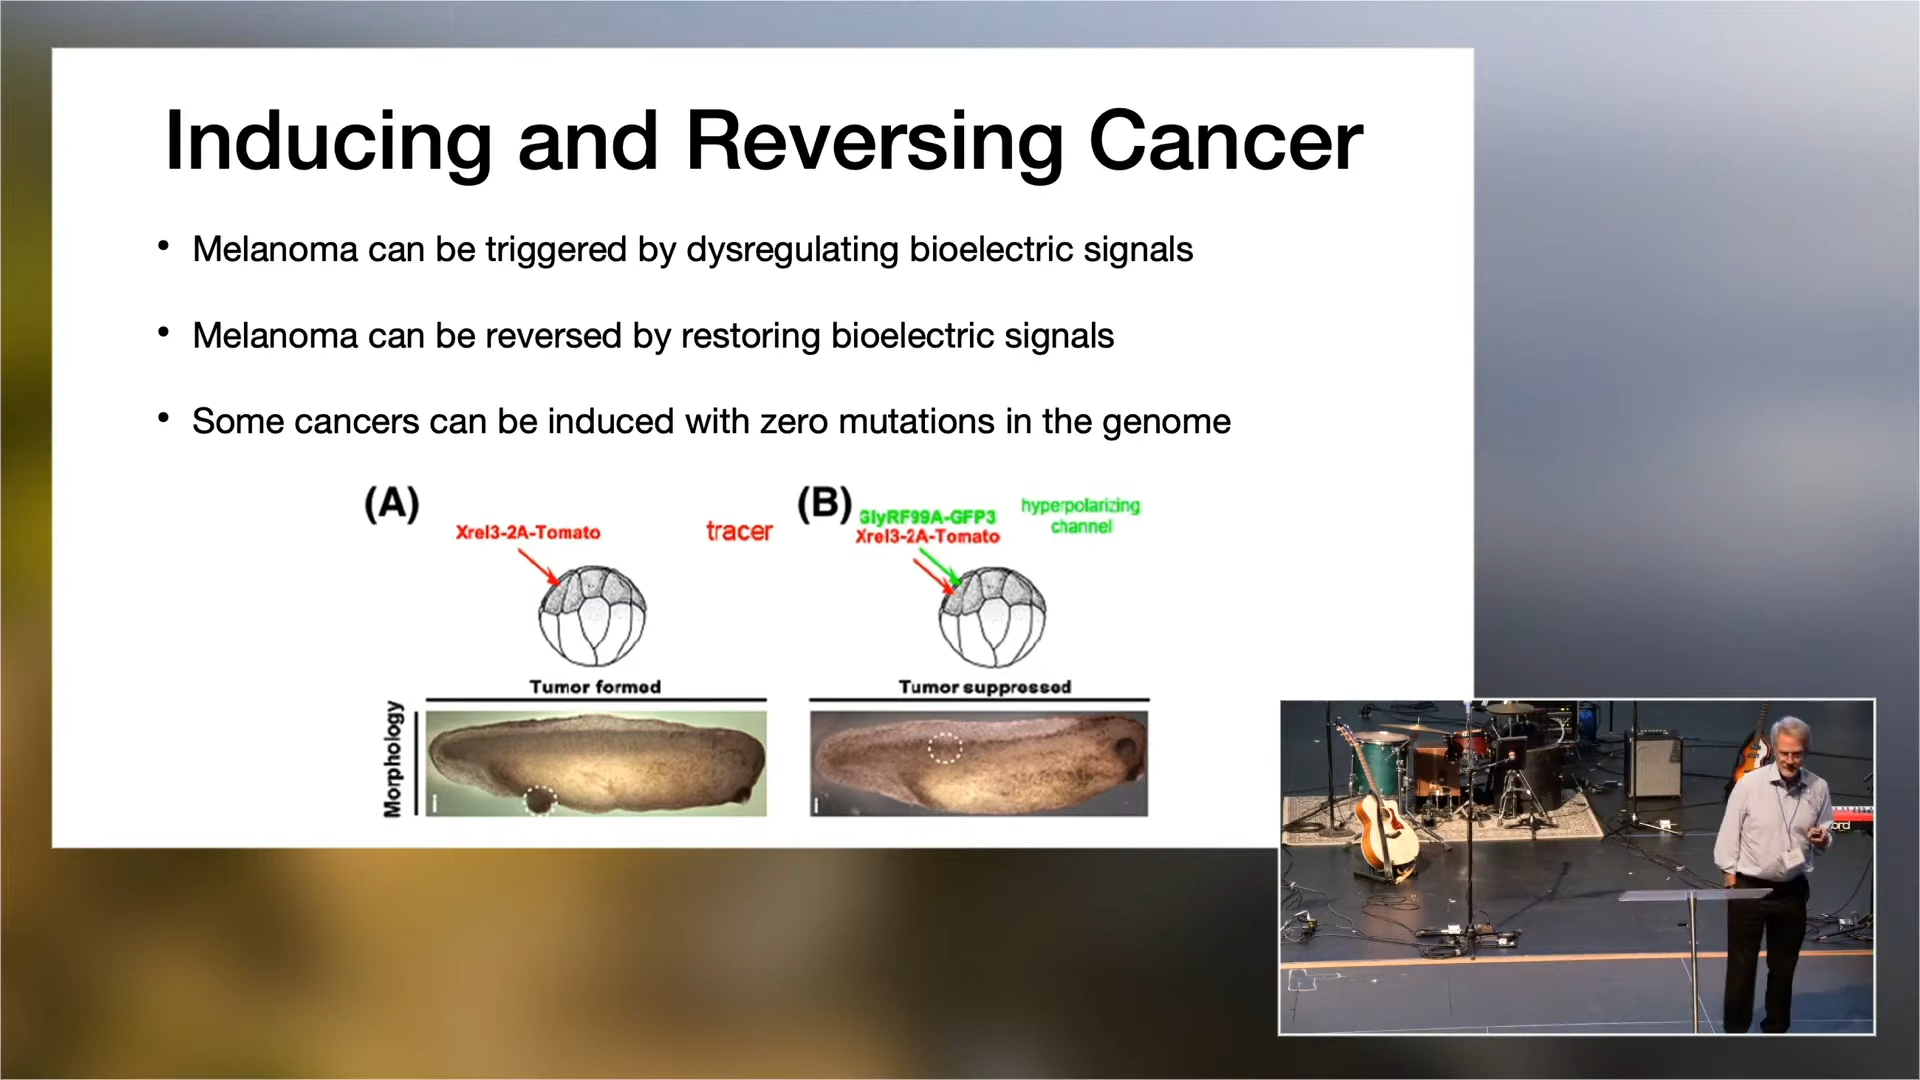 Inducing and Reversing Cancer
• Melanoma can be triggered by dysregulating bioelectric signals
• Melanoma can be reversed by restoring bioelectric signals
• Some cancers can be induced with zero mutations in the genome
(A)
Xrel3-2A-Tomato
tracer
(B)
GlyRF99A-GFP3
Xrel3-2A-Tomato
hyperpolarizing
channel
Tumor formed
Tumor suppressed
Morphology
ord